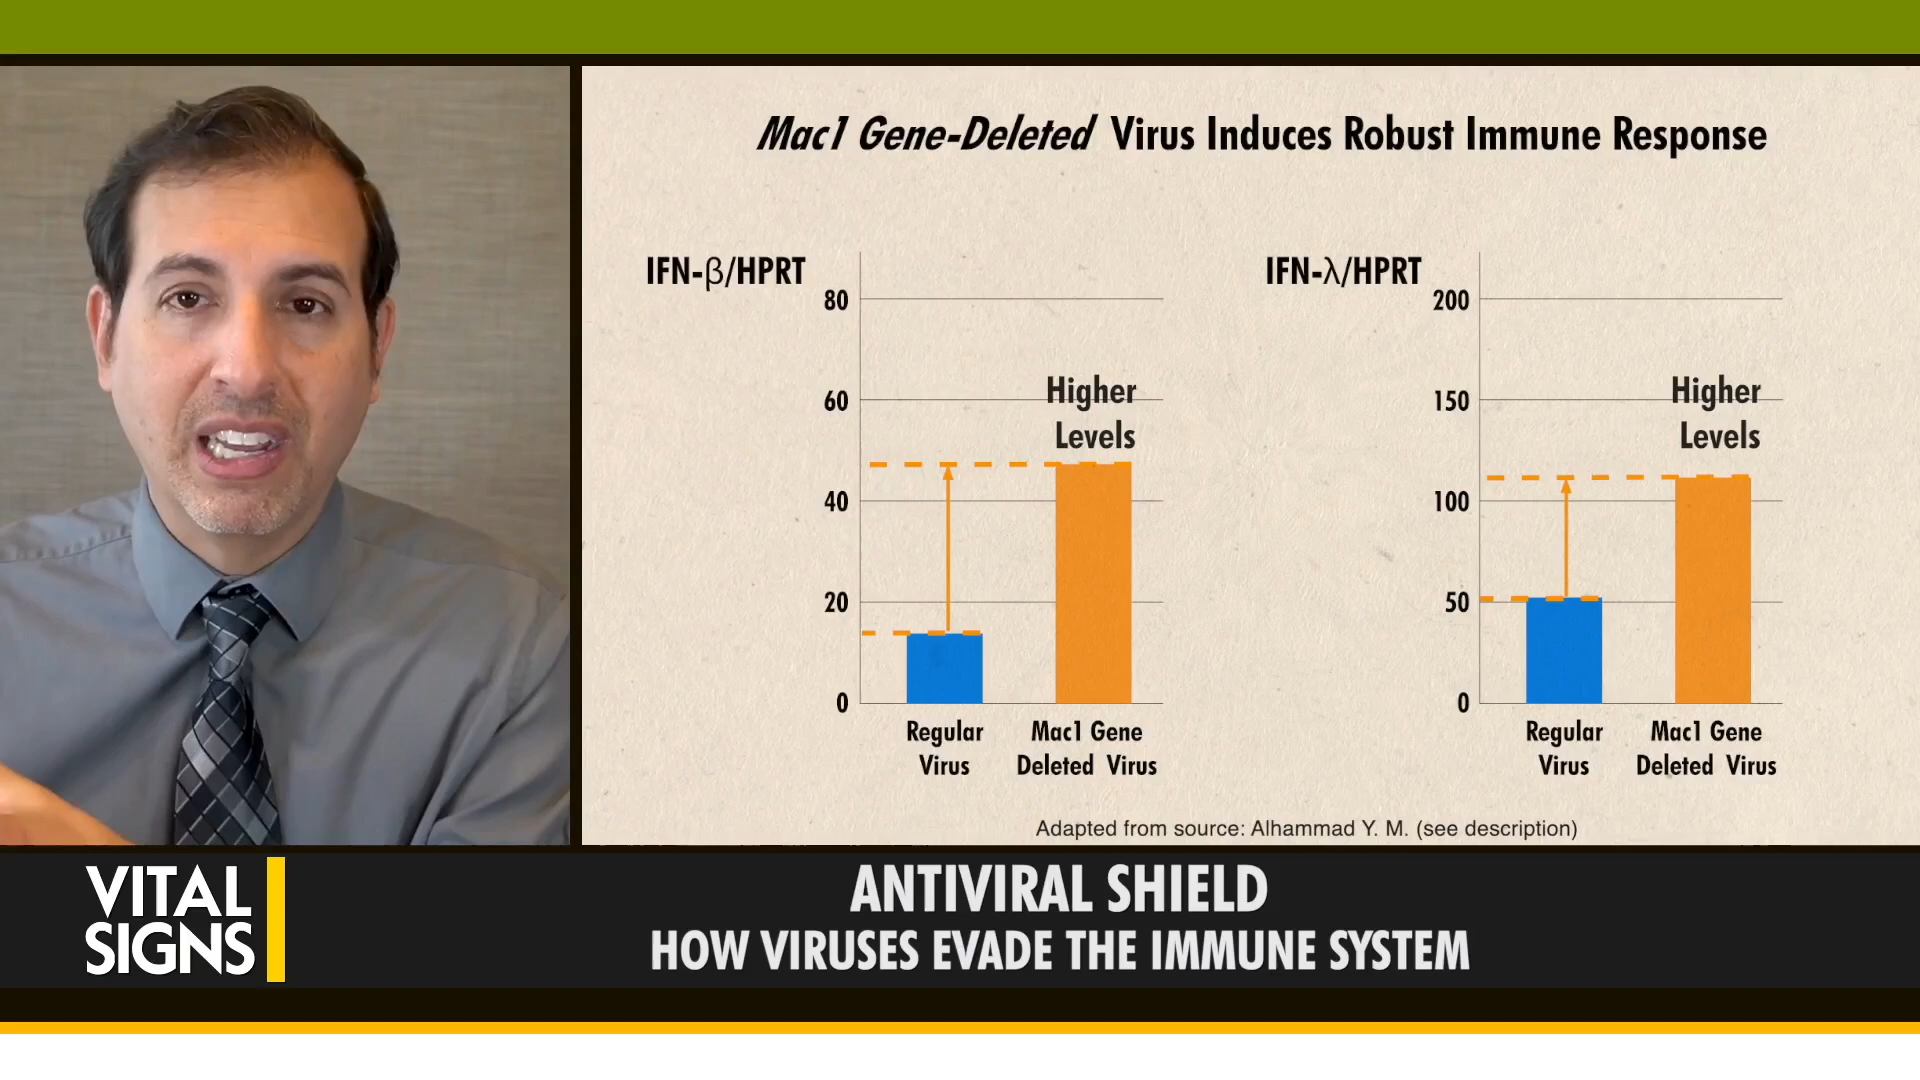 Mac1 Gene-Deleted Virus Induces Robust Immune Response
IFN-β/HPRT
80
60
40
20
0
Higher
Levels
Regular
Virus
Mac1 Gene
Deleted Virus
IFN-λ/HPRT
200
150
100
50
0
Higher
Levels
Regular
Virus
Mac1 Gene
Deleted Virus
Adapted from source: Alhammad Y. M. (see description)
VITAL
SIGNS
ANTIVIRAL SHIELD
HOW VIRUSES EVADE THE IMMUNE SYSTEM